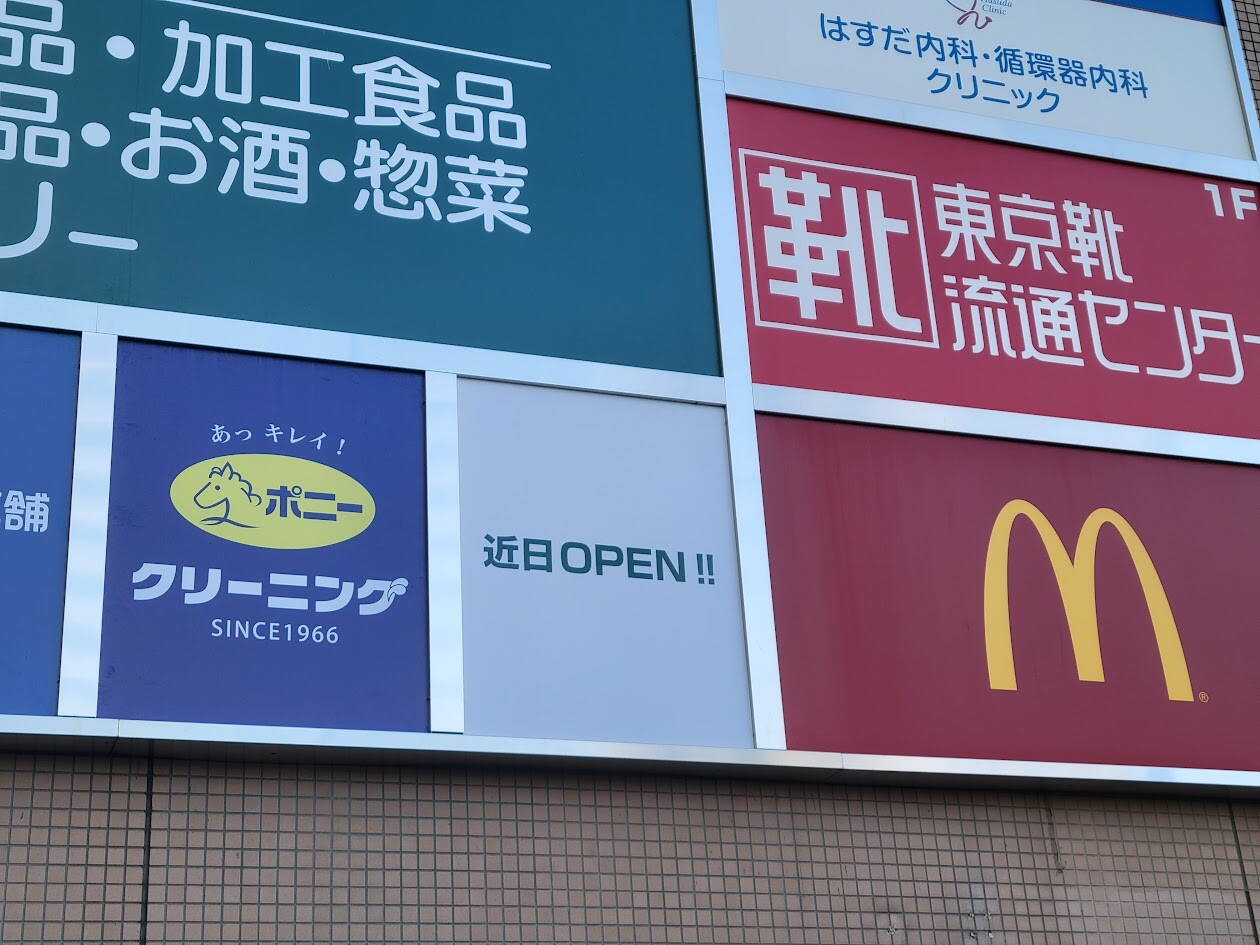 品・加工食品
品・お酒・惣菜
リー
舗
あっ キレイ!
ポニー
クリーニング
SINCE1966
近日OPEN!!
Hasuda
Clinic
はすだ内科・循環器内科
クリニック
1F
靴
東京靴
流通センター
M
®